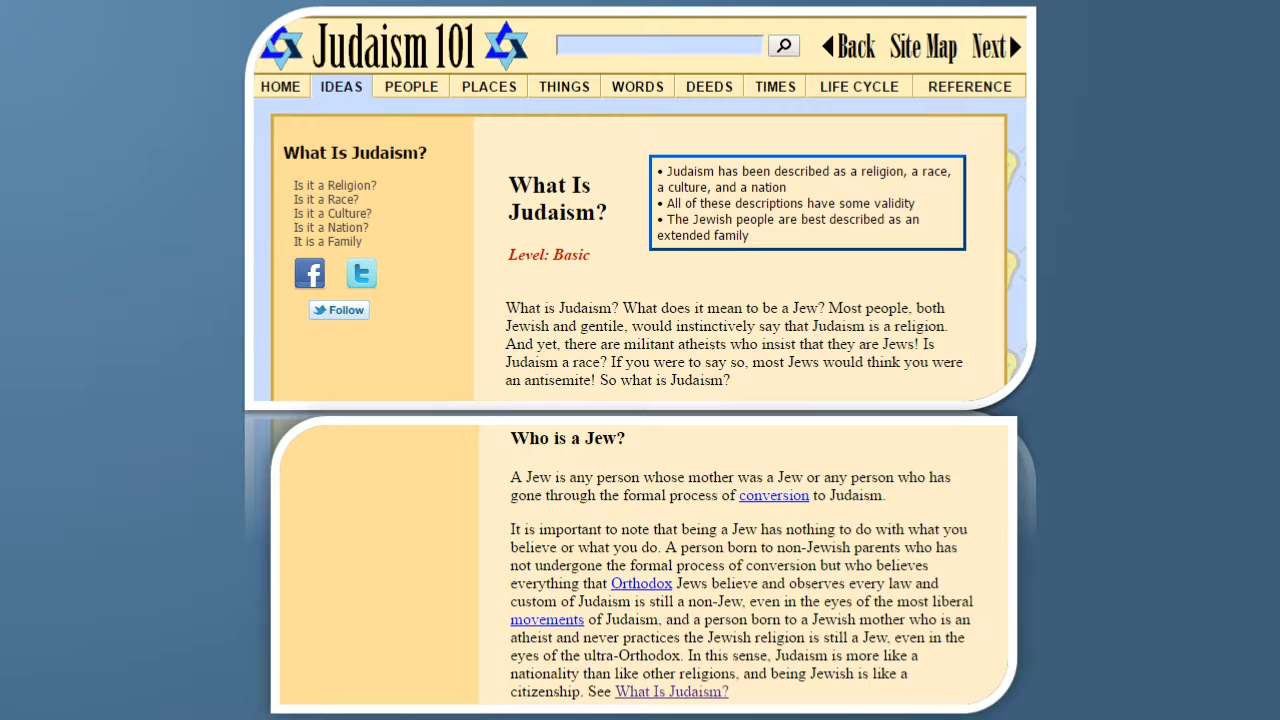 Judaism 101
Back Site Map Next
HOME IDEAS PEOPLE PLACES THINGS WORDS DEEDS TIMES LIFE CYCLE REFERENCE
What Is Judaism?
Is it a Religion?
Is it a Race?
Is it a Culture?
Is it a Nation?
It is a Family
f
t
Follow
What Is
Judaism?
Level: Basic
• Judaism has been described as a religion, a race,
a culture, and a nation
• All of these descriptions have some validity
• The Jewish people are best described as an
extended family
What is Judaism? What does it mean to be a Jew? Most people, both
Jewish and gentile, would instinctively say that Judaism is a religion.
And yet, there are militant atheists who insist that they are Jews! Is
Judaism a race? If you were to say so, most Jews would think you were
an antisemite! So what is Judaism?
Who is a Jew?
A Jew is any person whose mother was a Jew or any person who has
gone through the formal process of conversion to Judaism.
It is important to note that being a Jew has nothing to do with what you
believe or what you do. A person born to non-Jewish parents who has
not undergone the formal process of conversion but who believes
everything that Orthodox Jews believe and observes every law and
custom of Judaism is still a non-Jew, even in the eyes of the most liberal
movements of Judaism, and a person born to a Jewish mother who is an
atheist and never practices the Jewish religion is still a Jew, even in the
eyes of the ultra-Orthodox. In this sense, Judaism is more like a
nationality than like other religions, and being Jewish is like a
citizenship. See What Is Judaism?